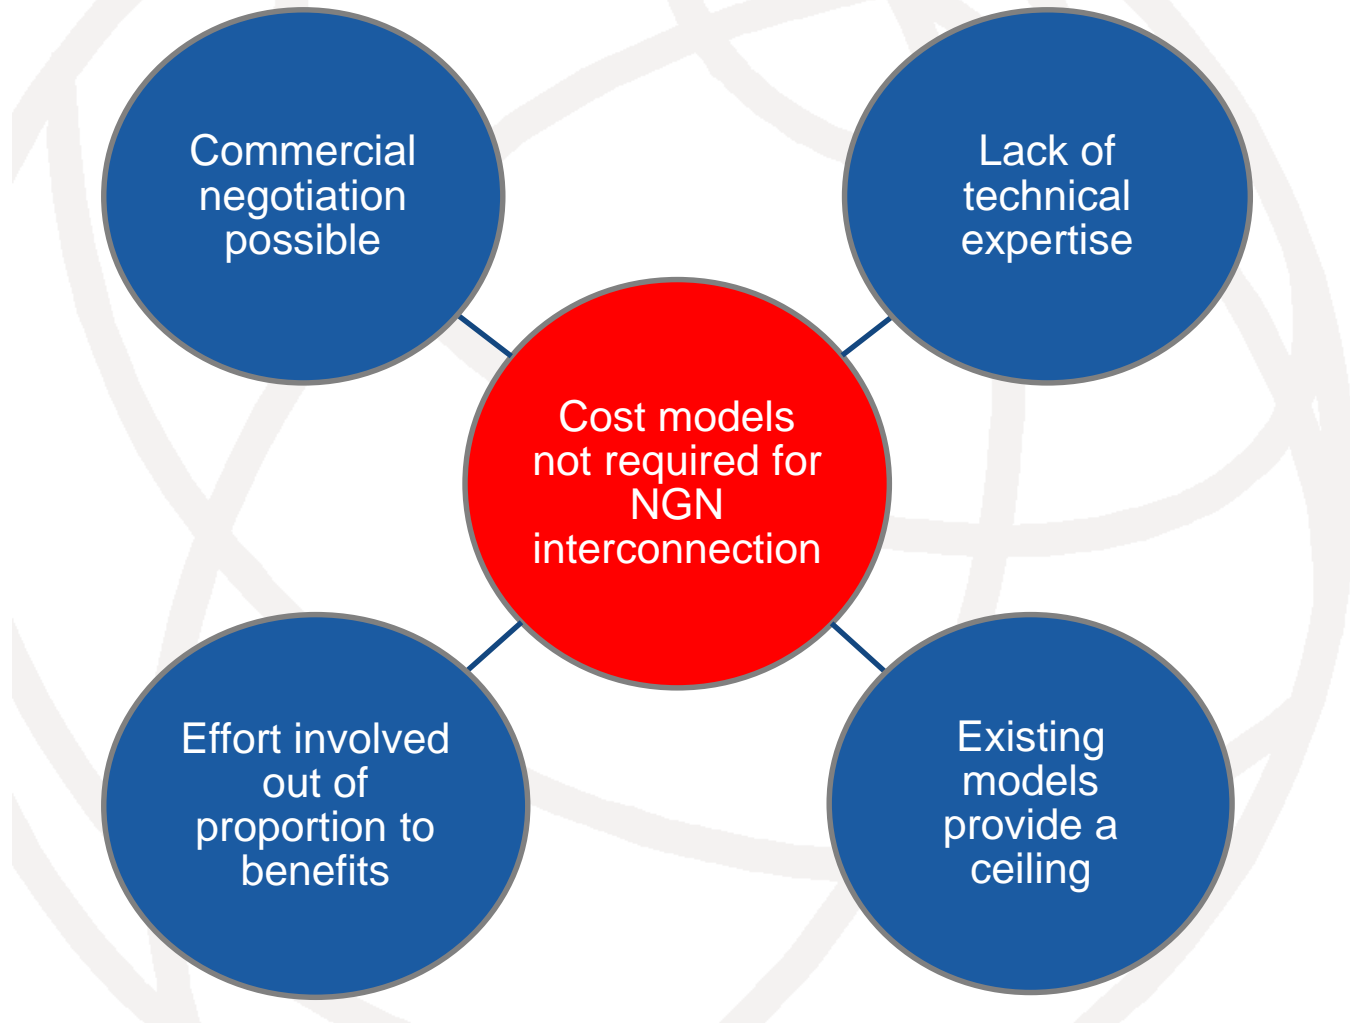 Commercial
negotiation
possible
Lack of
technical
expertise
Cost models
not required for
NGN
interconnection
Effort involved
out of
proportion to
benefits
Existing
models
provide a
ceiling